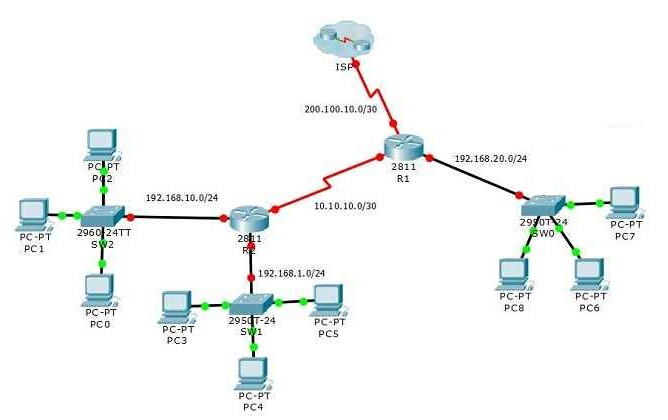 ISP
200.100.10.0/30
2811
R1
192.168.20.0/24
PC-PT
PC2
192.168.10.0/24
10.10.10.0/30
2950T-24
SW0
PC-PT
PC7
PC-PT
PC1
2960-24TT
SW2
2811
R2
192.168.1.0/24
PC-PT
PC8
PC-PT
PC6
PC-PT
PC0
PC-PT
PC3
2950T-24
SW1
PC-PT
PC5
PC-PT
PC4